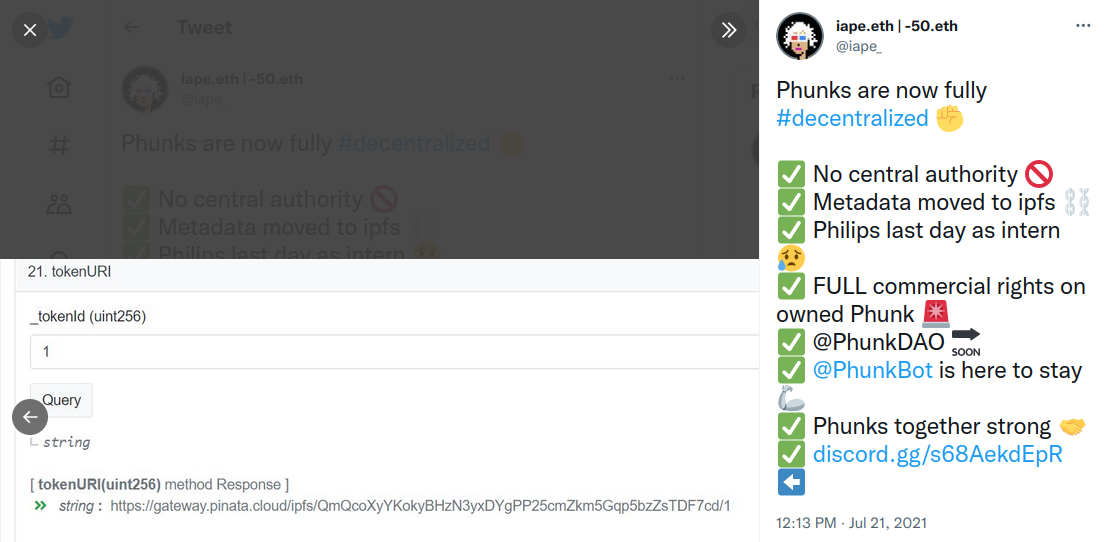 Tweet
iape.eth | -50.eth
@iape_
Phunks are now fully #decentralized ✊
✅ No central authority 🚫
✅ Metadata moved to ipfs ⛓️
✅ Philips last day as intern 😥
21. tokenURI
_tokenId (uint256)
1
Query
string
[ tokenURI(uint256) method Response ]
string : https://gateway.pinata.cloud/ipfs/QmQcoXyYKokyBHzN3yxDYgPP25cmZkm5Gqp5bzZsTDF7cd/1
iape.eth | -50.eth
@iape_
Phunks are now fully
#decentralized ✊
✅ No central authority 🚫
✅ Metadata moved to ipfs ⛓️
✅ Philips last day as intern
😥
✅ FULL commercial rights on
owned Phunk 🚨
✅ @PhunkDAO 🔜
✅ @PhunkBot is here to stay
🦾
✅ Phunks together strong 🤝
✅ discord.gg/s68AekdEpR
⬅️
12:13 PM · Jul 21, 2021